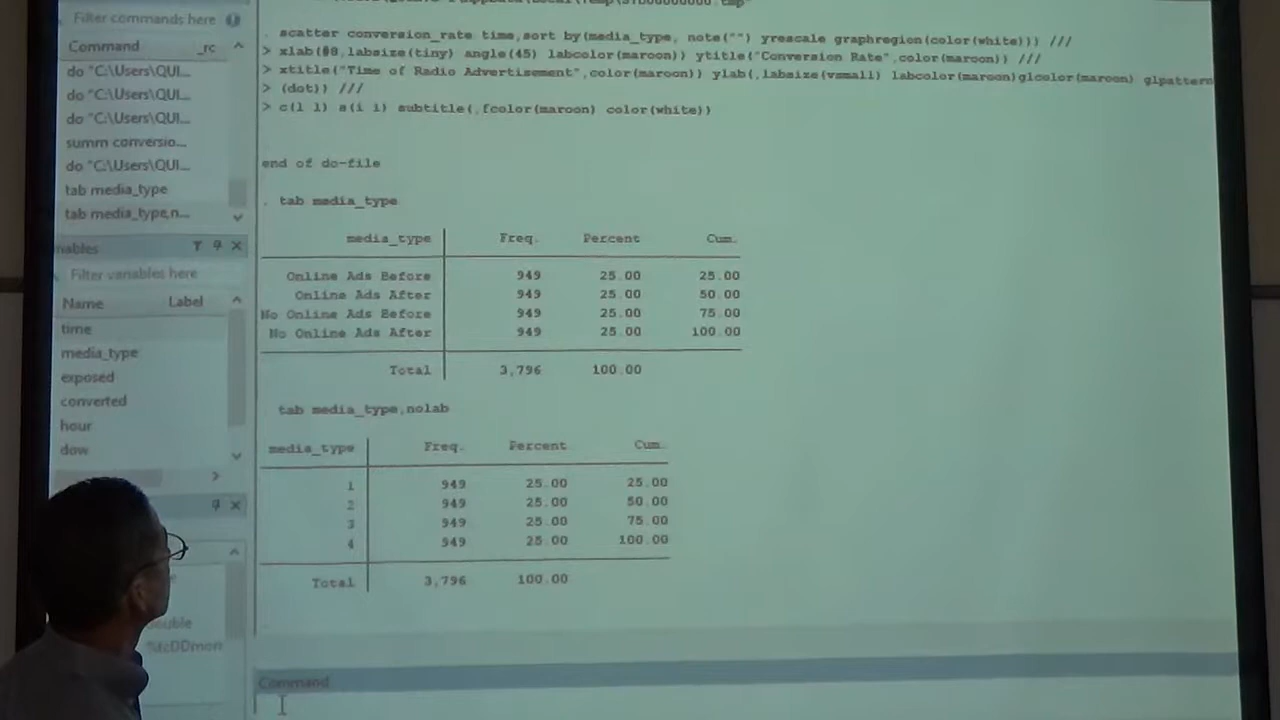 Filter commands here
Command _rc
do "C:\Users\QUI...
do "C:\Users\QUI...
do "C:\Users\QUI...
summ conversio...
do "C:\Users\QUI...
tab media_type
tab media_type,n...
Filter variables here
Name Label
time
media_type
exposed
converted
hour
dow
. scatter conversion_rate time,sort by(media_type, note("") yrescale graphregion(color(white))) ///
> xlab(#8,labsize(tiny) angle(45) labcolor(maroon)) ytitle("Conversion Rate",color(maroon)) ///
> xtitle("Time of Radio Advertisement",color(maroon)) ylab(,labsize(vsmall) labcolor(maroon)glcolor(maroon) glpattern
> (dot)) ///
> c(l l) s(i i) subtitle(,fcolor(maroon) color(white))
end of do-file
. tab media_type
media_type Freq. Percent Cum.
Online Ads Before 949 25.00 25.00
Online Ads After 949 25.00 50.00
No Online Ads Before 949 25.00 75.00
No Online Ads After 949 25.00 100.00
Total 3,796 100.00
tab media_type,nolab
media_type Freq. Percent Cum.
1 949 25.00 25.00
2 949 25.00 50.00
3 949 25.00 75.00
4 949 25.00 100.00
Total 3,796 100.00
Command